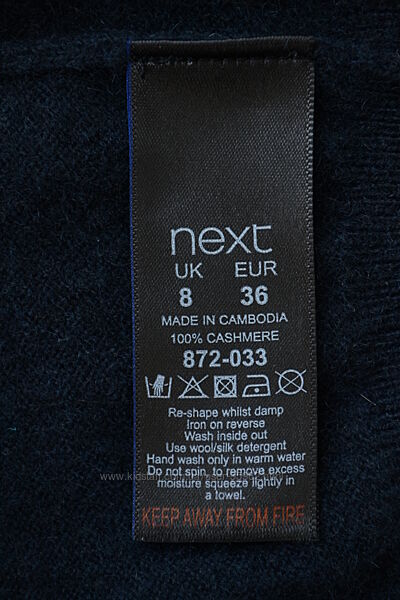 next
UK EUR
8 36
MADE IN CAMBODIA
100% CASHMERE
872-033
Re-shape whilst damp
Iron on reverse
Wash inside out
Use wool/silk detergent
Hand wash only in warm water
Do not spin, to remove excess
moisture squeeze lightly in
a towel.
KEEP AWAY FROM FIRE